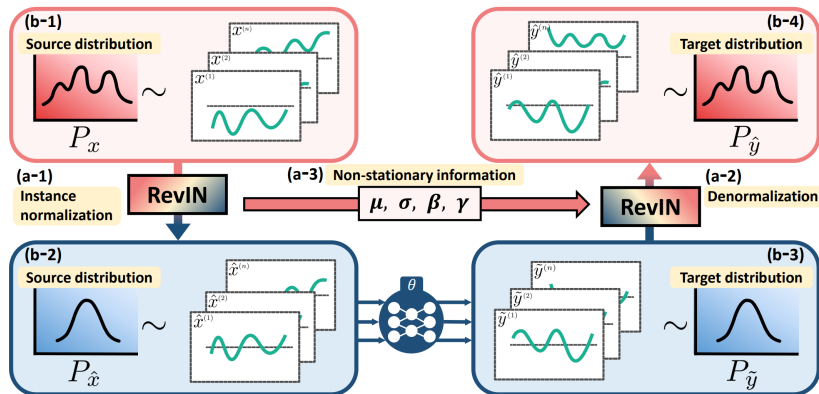 (b-1)
Source distribution
P_x
~
x^(n)
x^(2)
x^(1)
(b-4)
ŷ^(n)
ŷ^(2)
ŷ^(1)
~
Target distribution
P_ŷ
(a-1)
Instance
normalization
RevIN
(a-3)
Non-stationary information
μ, σ, β, γ
RevIN
(a-2)
Denormalization
(b-2)
Source distribution
P_x̂
~
x̂^(n)
x̂^(2)
x̂^(1)
θ
(b-3)
ỹ^(n)
ỹ^(2)
ỹ^(1)
~
Target distribution
P_ỹ